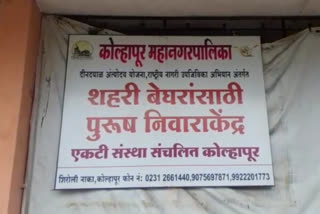 कोल्हापूर महानगरपालिका
दीनदयाळ अंत्योदय योजना,राष्ट्रीय नागरी उपजिविका अभियान अंतर्गत
शहरी बेघरांसाठी
पुरूष निवाराकेंद्र
एकटी संस्था संचलित कोल्हापूर
शिरोली नाका,कोल्हापूर फोन नं: 0231 2661440,9075697871,9922201773